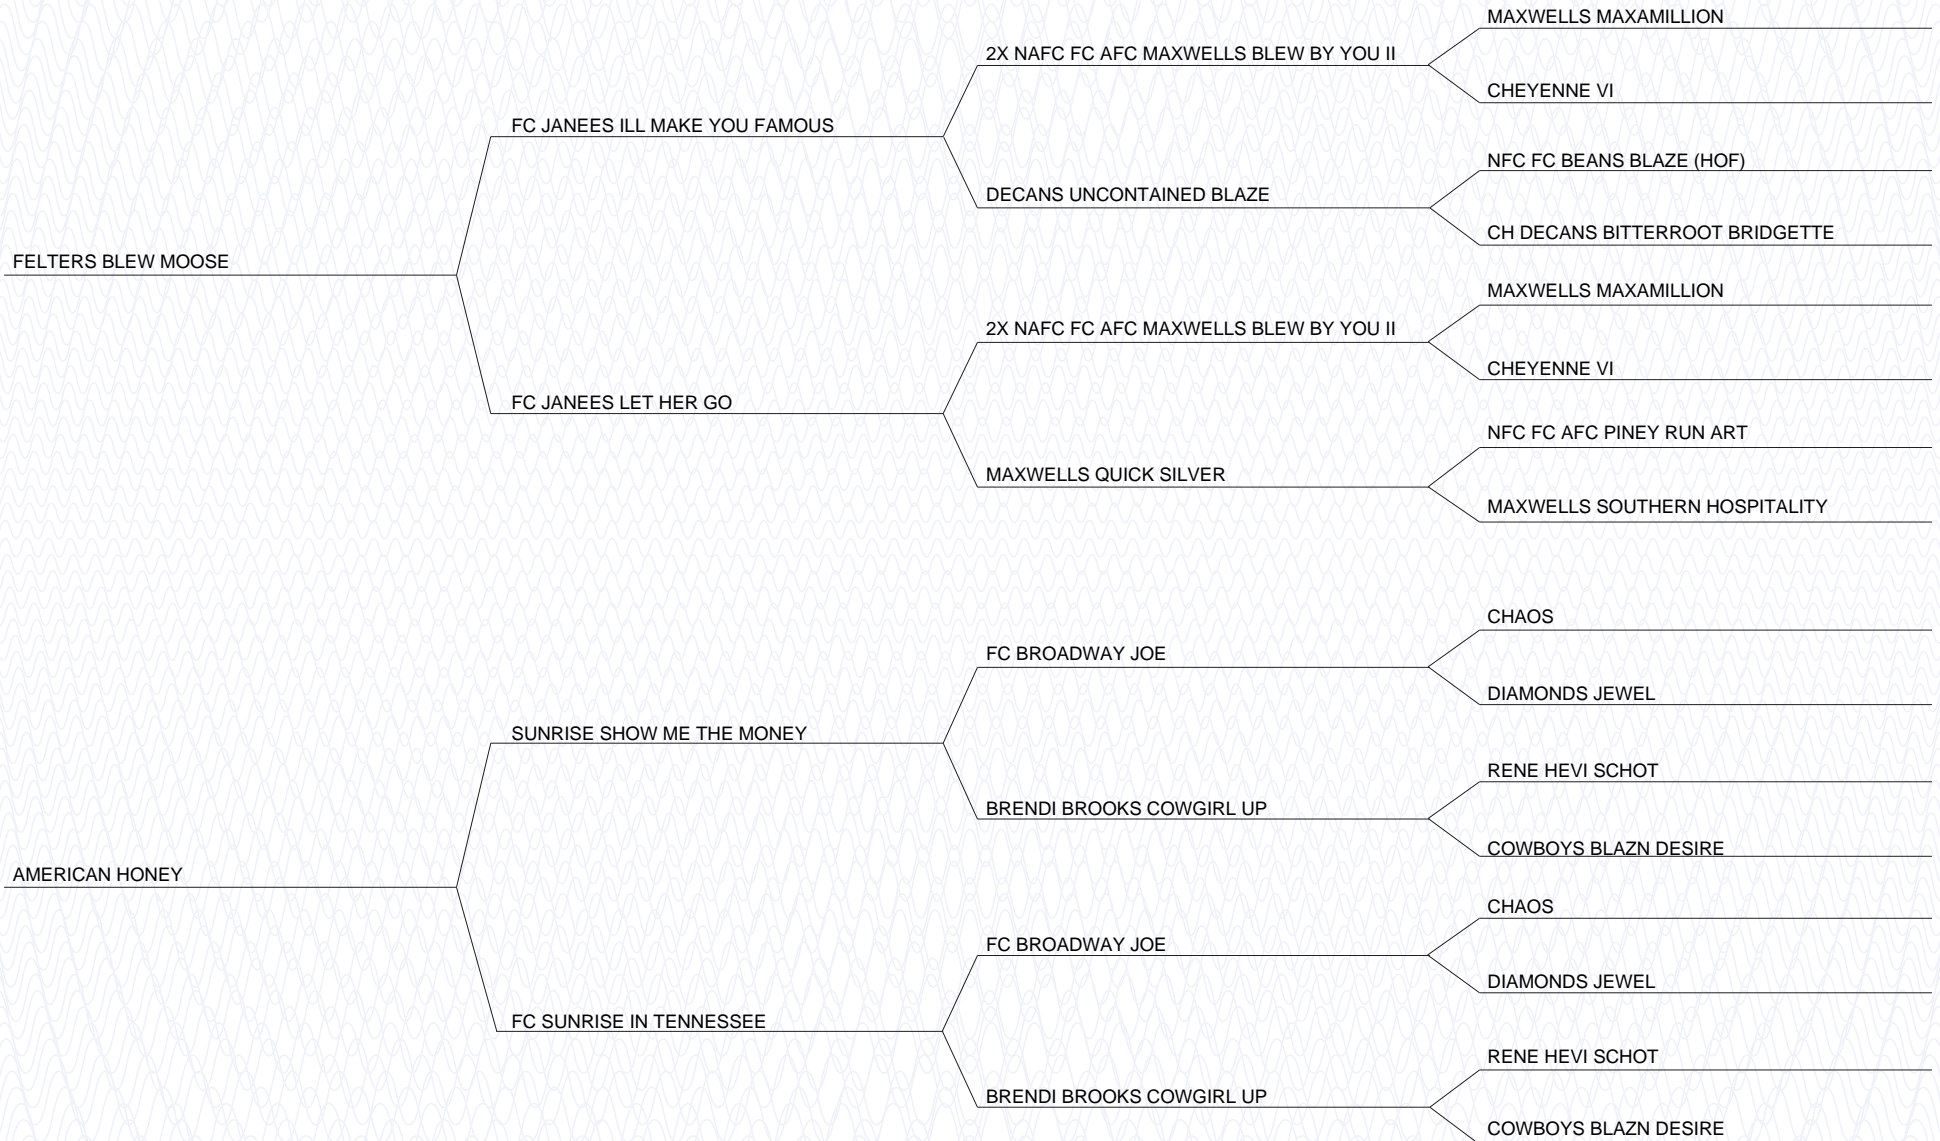 MAXWELLS MAXAMILLION
2X NAFC FC AFC MAXWELLS BLEW BY YOU II
CHEYENNE VI
FC JANEES ILL MAKE YOU FAMOUS
NFC FC BEANS BLAZE (HOF)
DECANS UNCONTAINED BLAZE
CH DECANS BITTERROOT BRIDGETTE
FELTERS BLEW MOOSE
MAXWELLS MAXAMILLION
2X NAFC FC AFC MAXWELLS BLEW BY YOU II
CHEYENNE VI
FC JANEES LET HER GO
NFC FC AFC PINEY RUN ART
MAXWELLS QUICK SILVER
MAXWELLS SOUTHERN HOSPITALITY
CHAOS
FC BROADWAY JOE
DIAMONDS JEWEL
SUNRISE SHOW ME THE MONEY
RENE HEVI SCHOT
BRENDI BROOKS COWGIRL UP
COWBOYS BLAZN DESIRE
AMERICAN HONEY
CHAOS
FC BROADWAY JOE
DIAMONDS JEWEL
FC SUNRISE IN TENNESSEE
RENE HEVI SCHOT
BRENDI BROOKS COWGIRL UP
COWBOYS BLAZN DESIRE